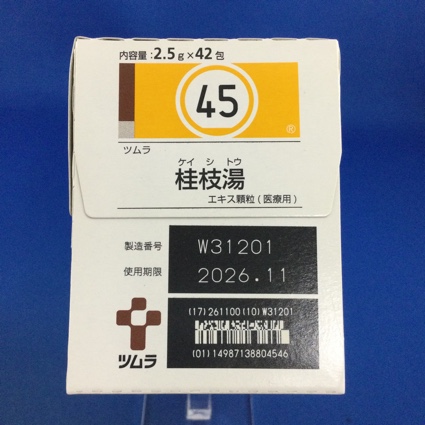 内容量:2.5g×42包
45
®
ツムラ
ケイ シ トウ
桂枝湯
エキス顆粒(医療用)
製造番号 W31201
使用期限 2026.11
(17)261100(10)W31201
(01)14987138804546
ツムラ